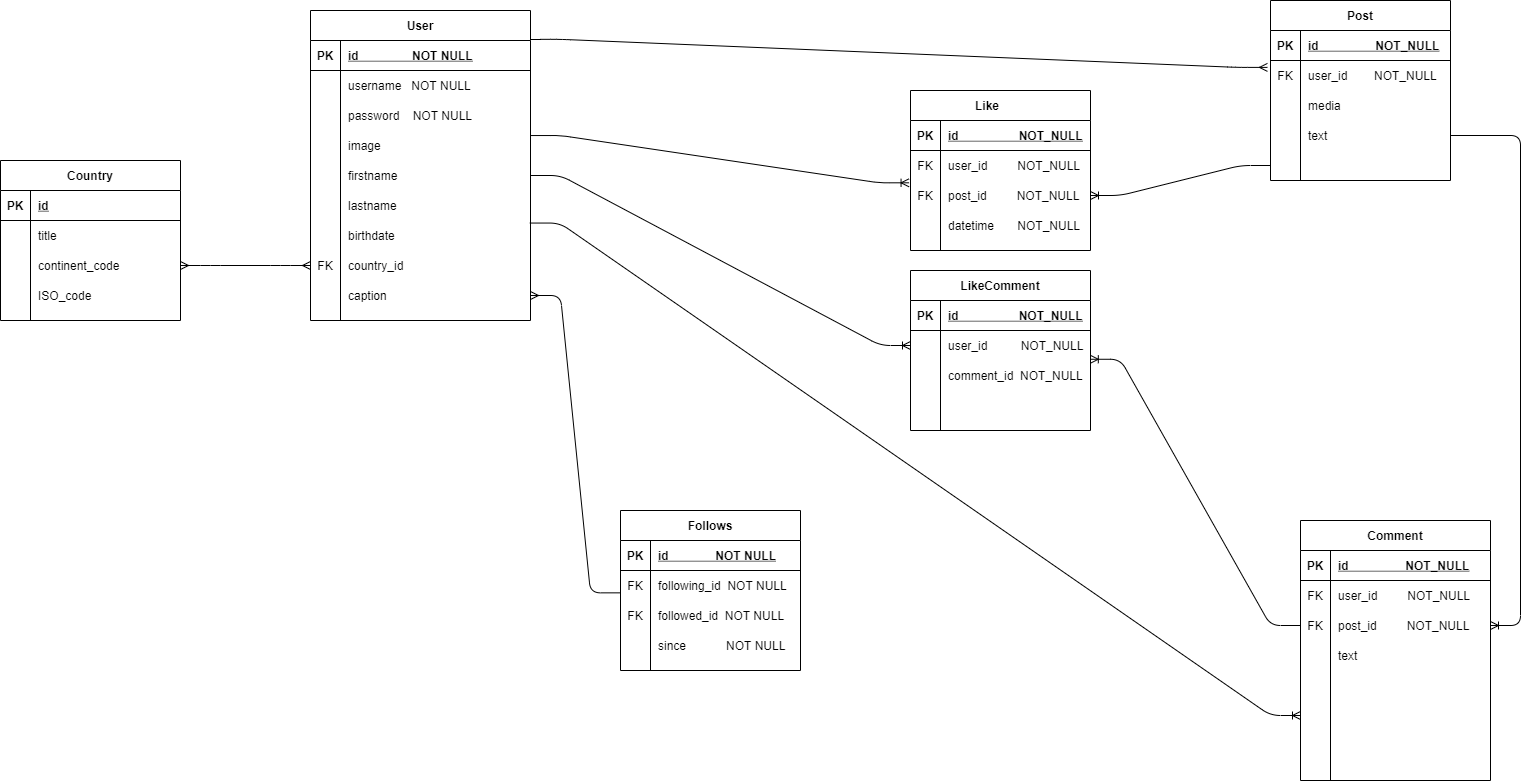 User
PK id NOT NULL
username NOT NULL
password NOT NULL
image
firstname
lastname
birthdate
FK country_id
caption
Post
PK id NOT_NULL
FK user_id NOT_NULL
media
text
Like
PK id NOT_NULL
FK user_id NOT_NULL
FK post_id NOT_NULL
datetime NOT_NULL
Country
PK id
title
continent_code
ISO_code
LikeComment
PK id NOT_NULL
user_id NOT_NULL
comment_id NOT_NULL
Follows
PK id NOT NULL
FK following_id NOT NULL
FK followed_id NOT NULL
since NOT NULL
Comment
PK id NOT_NULL
FK user_id NOT_NULL
FK post_id NOT_NULL
text